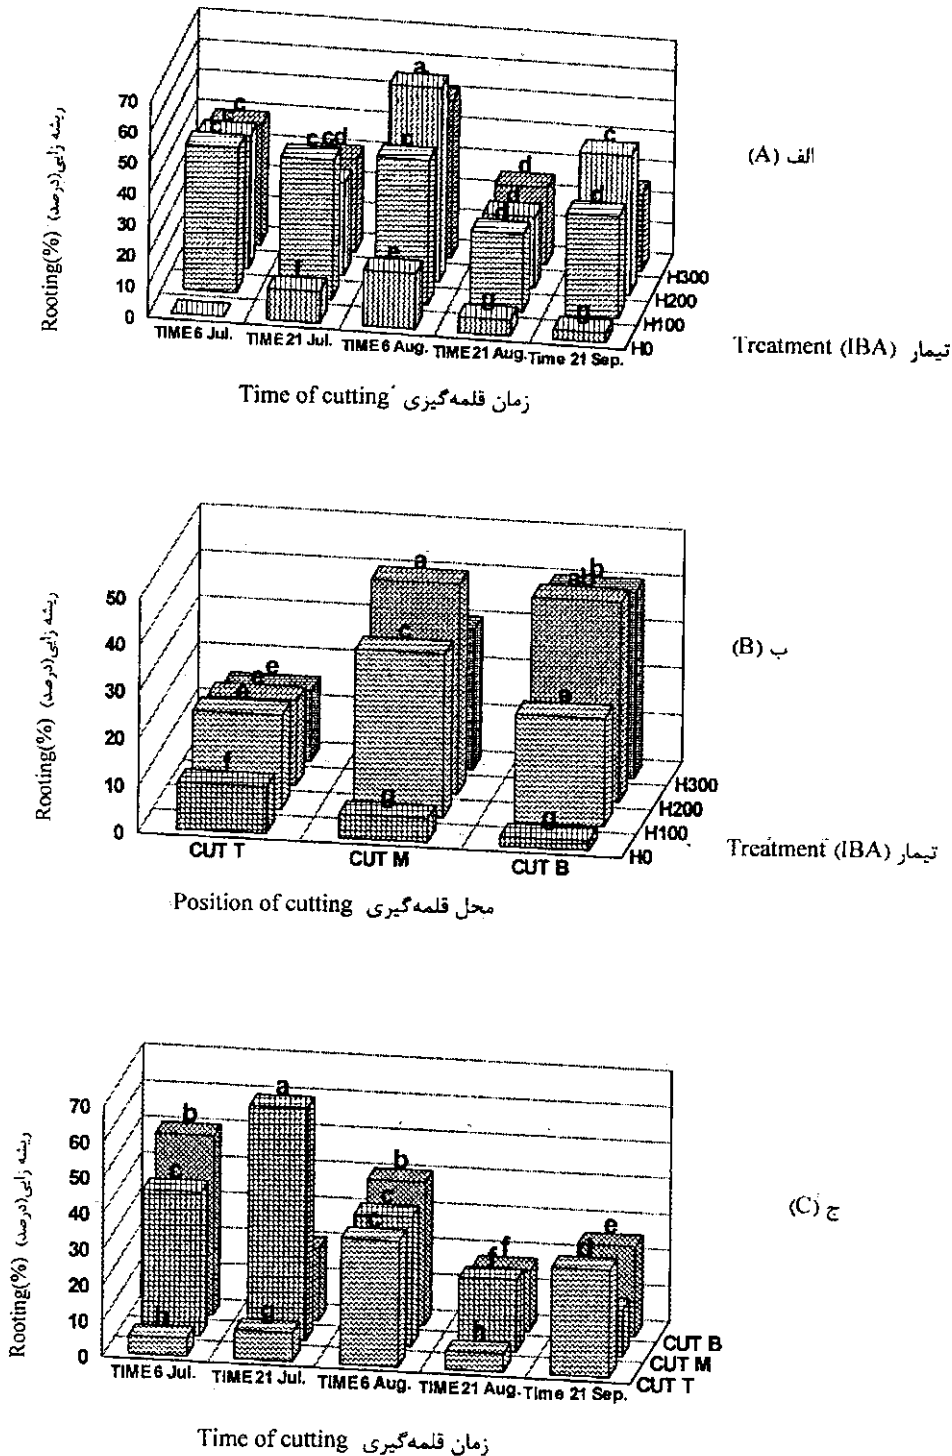 a
70
60
50
40
30
20
10
0
Rooting(%) ریشه زایی(درصد)
c
c
c
c
cd
c
c
d
d
d
d
f
e
g
g
H300
H200
H100
H0
TIME 6 Jul. TIME 21 Jul. TIME 6 Aug. TIME 21 Aug. Time 21 Sep.
الف (A)
Treatment (IBA) تیمار
Time of cutting زمان قلمه‌گیری
50
40
30
20
10
0
Rooting(%) ریشه زایی(درصد)
a
b
ab
c
e
e
e
e
f
g
g
H300
H200
H100
H0
CUT T CUT M CUT B
ب (B)
Treatment (IBA) تیمار
Position of cutting محل قلمه‌گیری
70
60
50
40
30
20
10
0
Rooting(%) ریشه زایی(درصد)
a
b
c
b
c
c
f
f
e
d
h
g
h
CUT B
CUT M
CUT T
TIME 6 Jul. TIME 21 Jul. TIME 6 Aug. TIME 21 Aug. Time 21 Sep.
ج (C)
Time of cutting زمان قلمه‌گیری